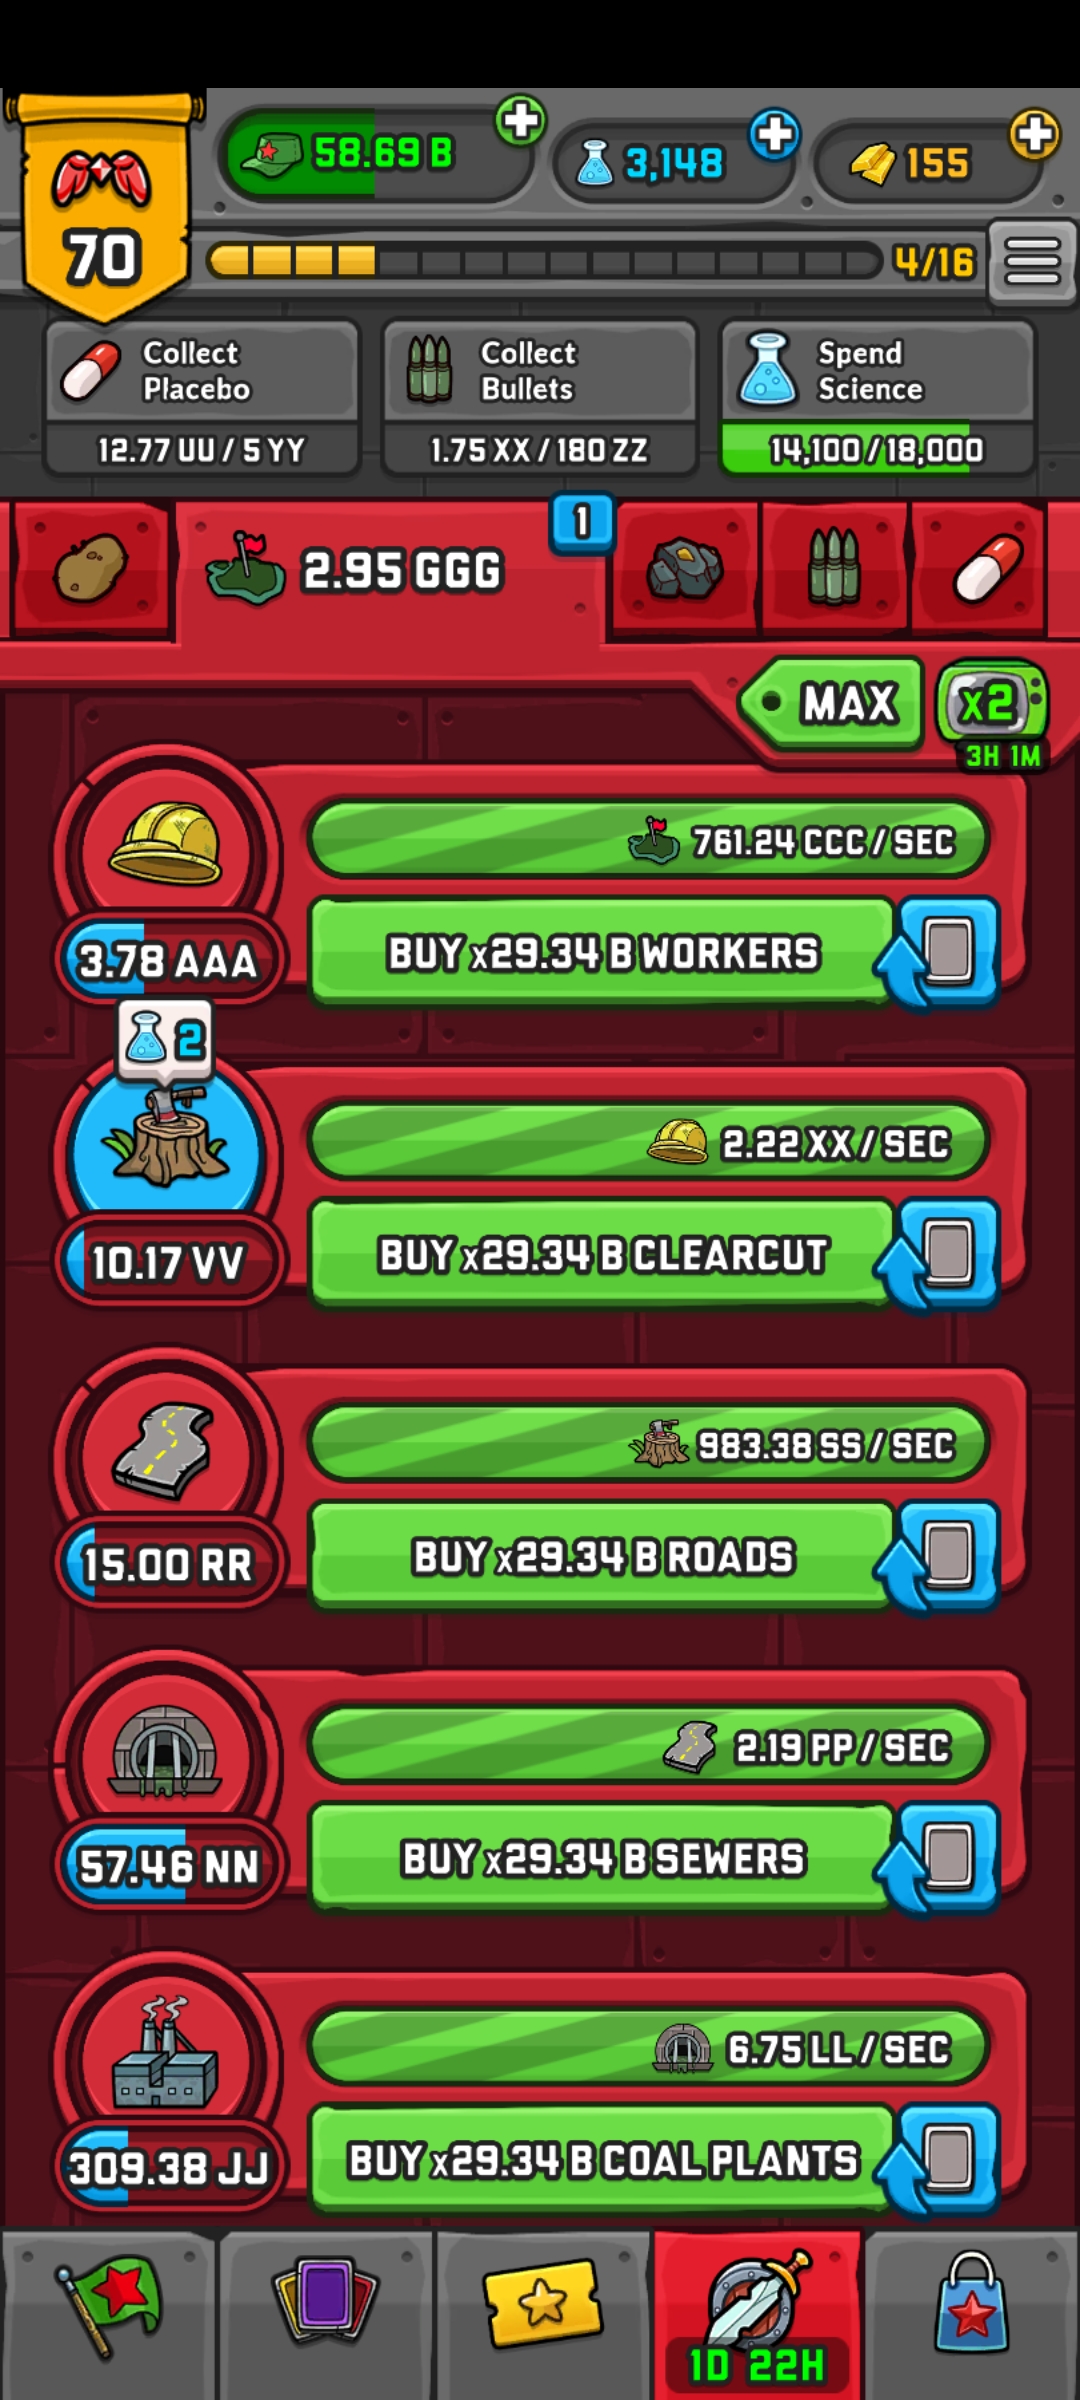 70
58.69 B
3,148
155
4/16
Collect
Placebo
12.77 UU / 5 YY
Collect
Bullets
1.75 XX / 180 ZZ
Spend
Science
14,100 / 18,000
2.95 GGG
1
MAX
x2
3H 1M
761.24 CCC / SEC
3.78 AAA
BUY x29.34 B WORKERS
2
2.22 XX / SEC
10.17 VV
BUY x29.34 B CLEARCUT
983.38 SS / SEC
15.00 RR
BUY x29.34 B ROADS
2.19 PP / SEC
57.46 NN
BUY x29.34 B SEWERS
6.75 LL / SEC
309.38 JJ
BUY x29.34 B COAL PLANTS
1D 22H